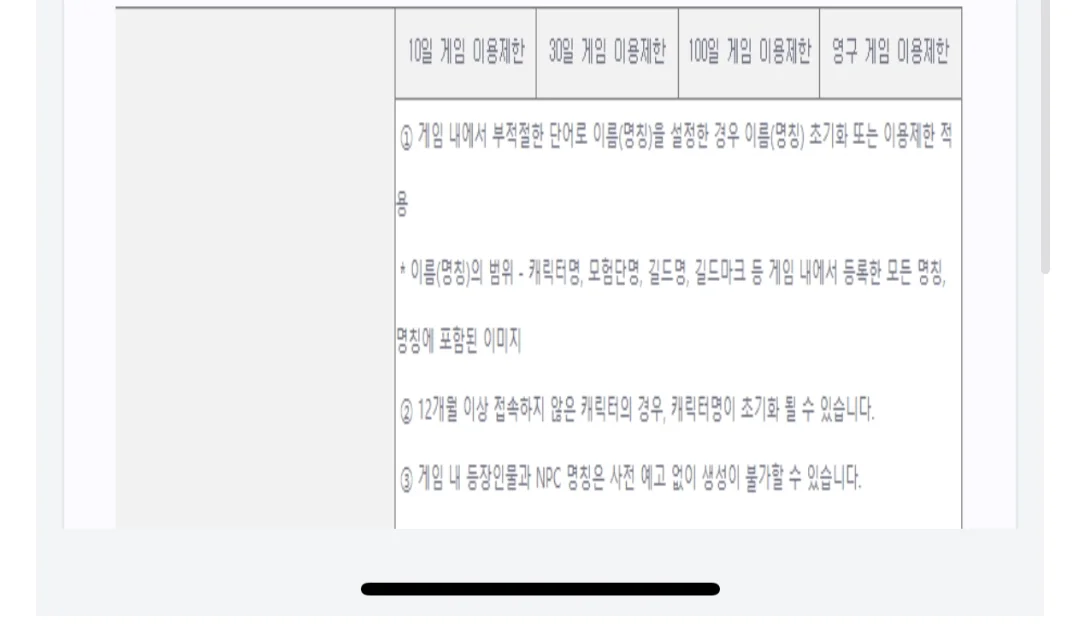 10일 게임 이용제한 30일 게임 이용제한 100일 게임 이용제한 영구 게임 이용제한
① 게임 내에서 부적절한 단어로 이름(명칭)을 설정한 경우 이름(명칭) 초기화 또는 이용제한 적
용
* 이름(명칭)의 범위 - 캐릭터명, 모험단명, 길드명, 길드마크 등 게임 내에서 등록한 모든 명칭,
명칭에 포함된 이미지
② 12개월 이상 접속하지 않은 캐릭터의 경우, 캐릭터명이 초기화 될 수 있습니다.
③ 게임 내 등장인물과 NPC 명칭은 사전 예고 없이 생성이 불가할 수 있습니다.